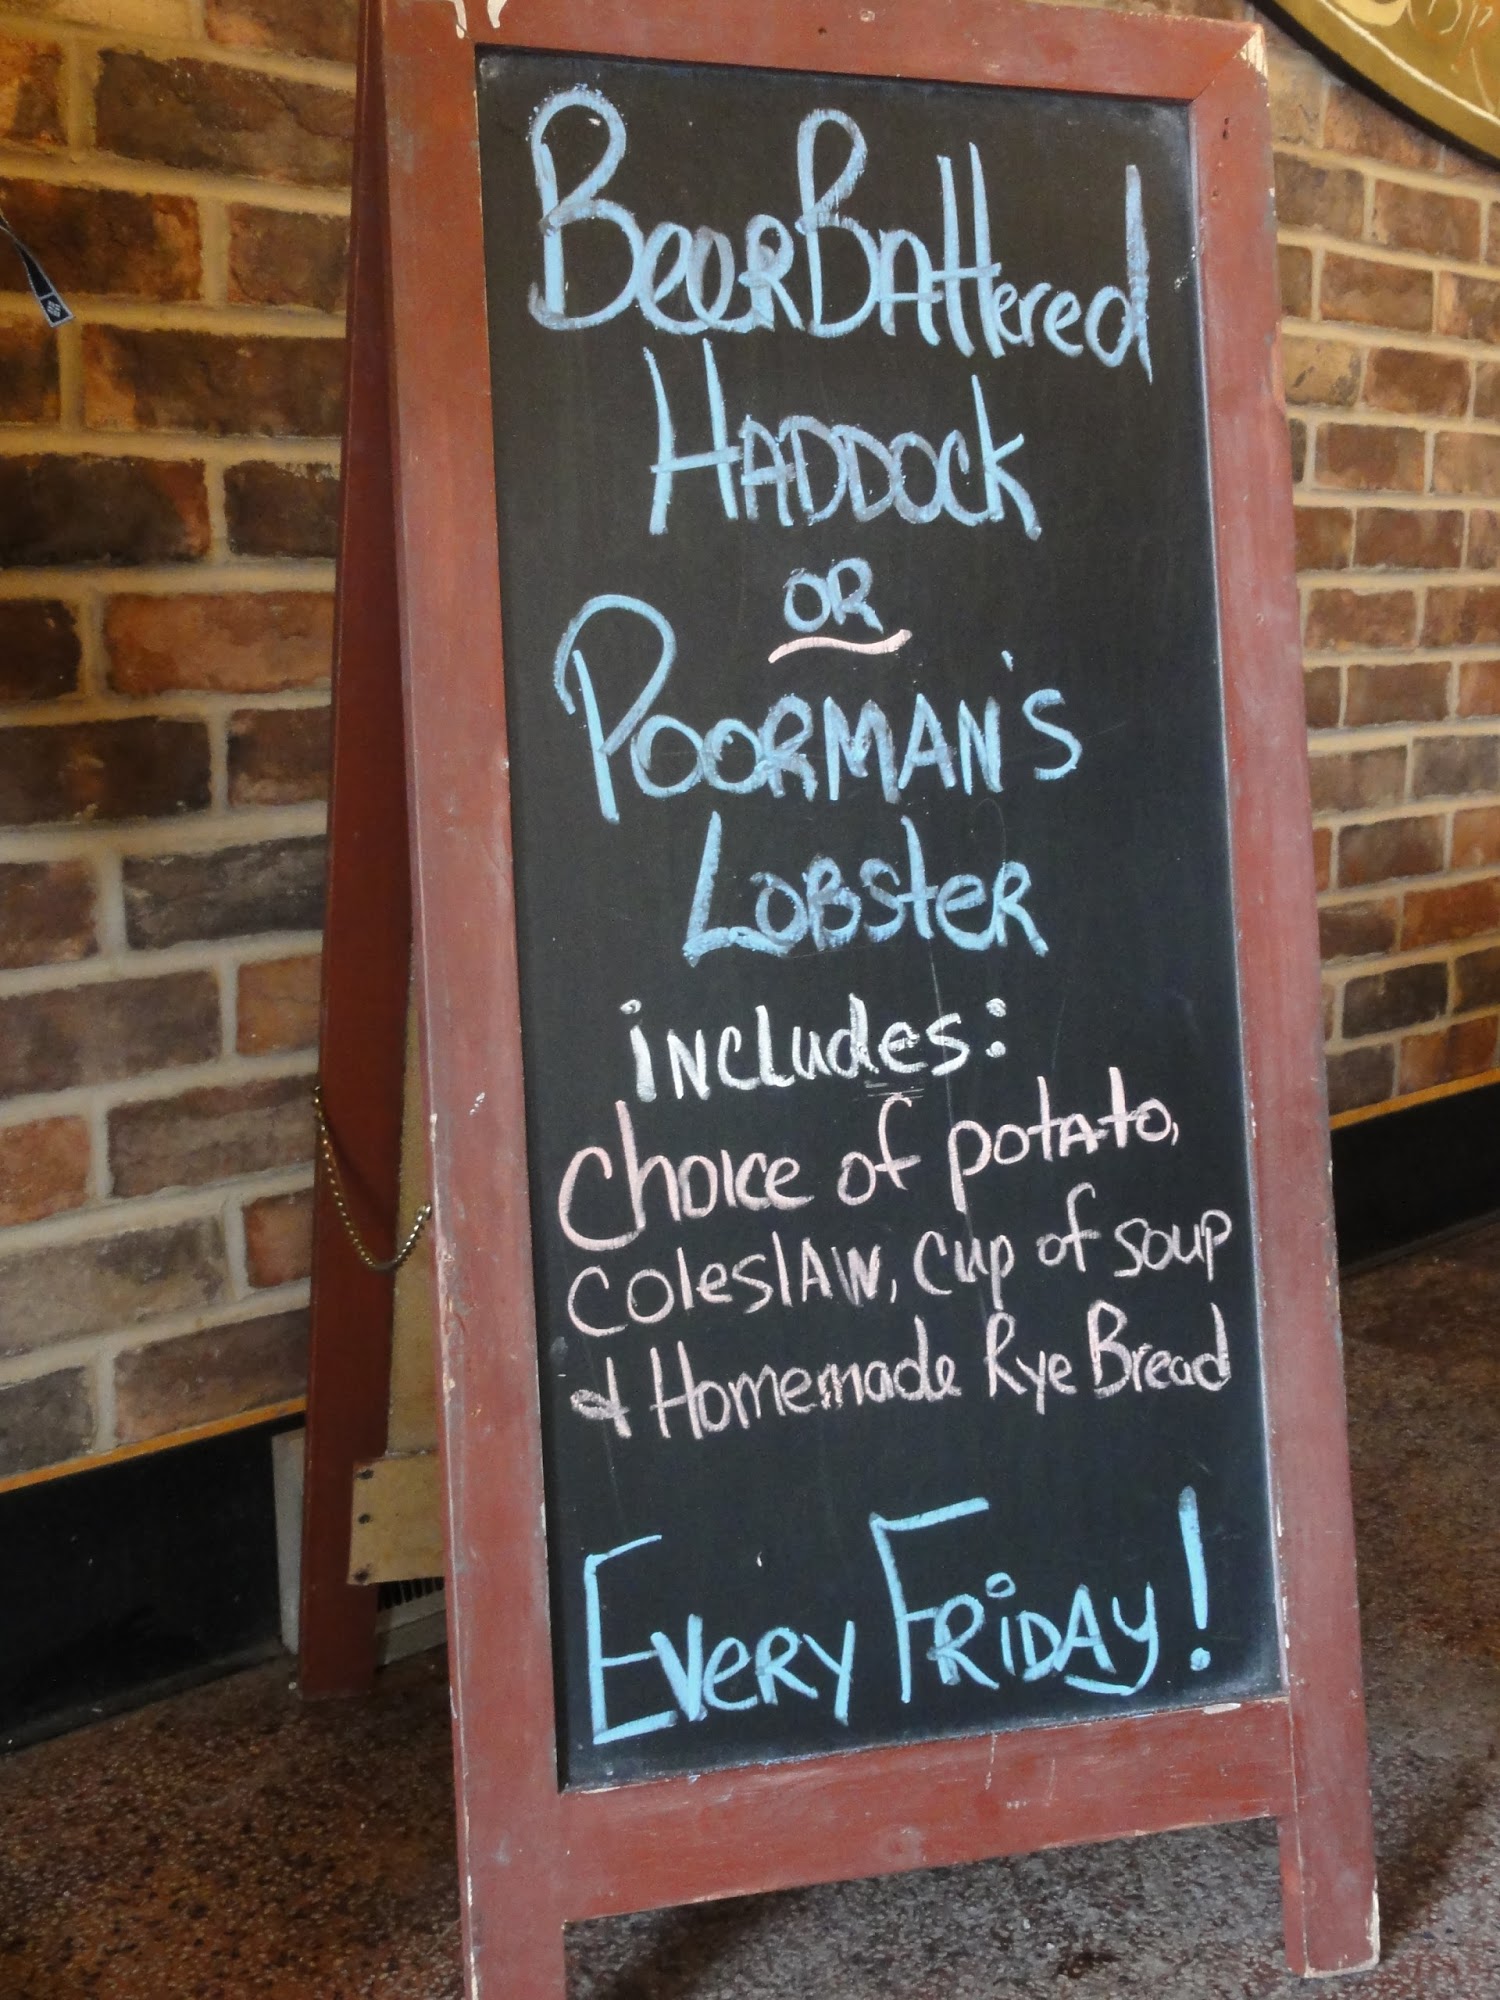 BeerBattered
HADDOCK
OR
POORMAN'S
LOBSTER
includes:
choice of potato,
coleslaw, cup of soup
& Homemade Rye Bread
EVERY FRIDAY!